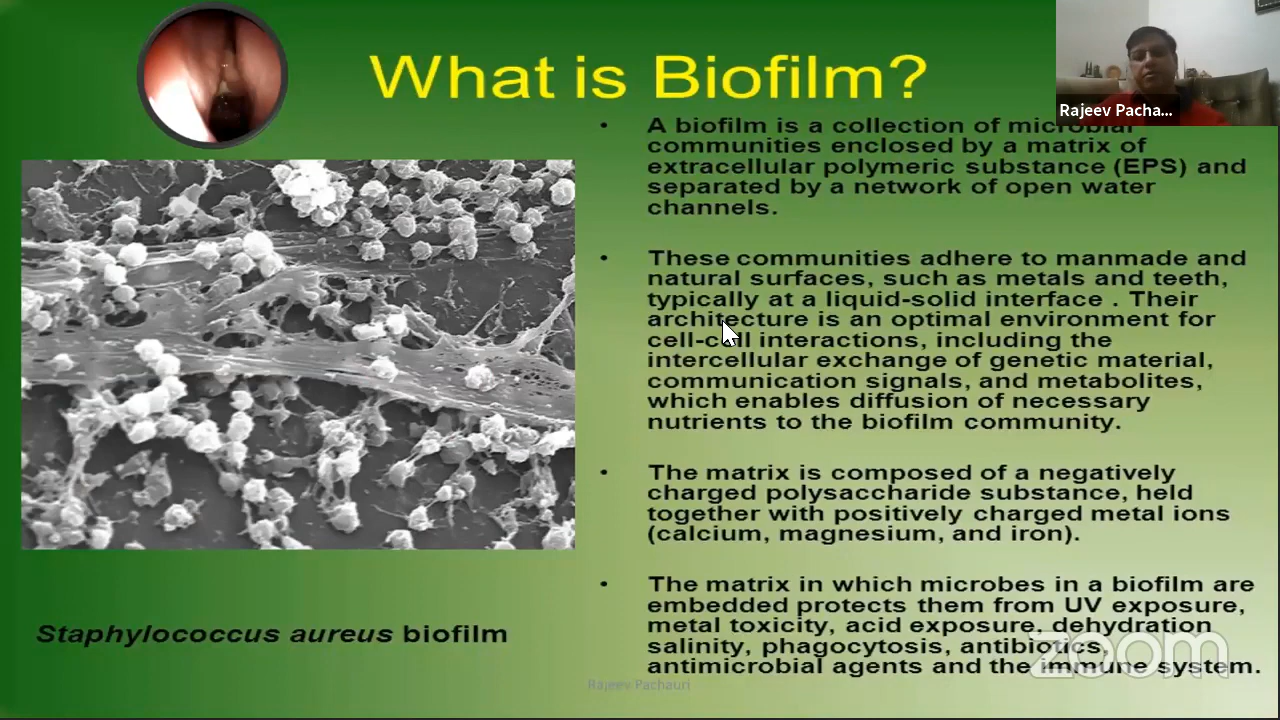 What is Biofilm?
Rajeev Pacha...
• A biofilm is a collection of microbial
communities enclosed by a matrix of
extracellular polymeric substance (EPS) and
separated by a network of open water
channels.
• These communities adhere to manmade and
natural surfaces, such as metals and teeth,
typically at a liquid-solid interface . Their
architecture is an optimal environment for
cell-cell interactions, including the
intercellular exchange of genetic material,
communication signals, and metabolites,
which enables diffusion of necessary
nutrients to the biofilm community.
• The matrix is composed of a negatively
charged polysaccharide substance, held
together with positively charged metal ions
(calcium, magnesium, and iron).
• The matrix in which microbes in a biofilm are
embedded protects them from UV exposure,
metal toxicity, acid exposure, dehydration
salinity, phagocytosis, antibiotics,
antimicrobial agents and the immune system.
Staphylococcus aureus biofilm
Rajeev Pachauri
zoom